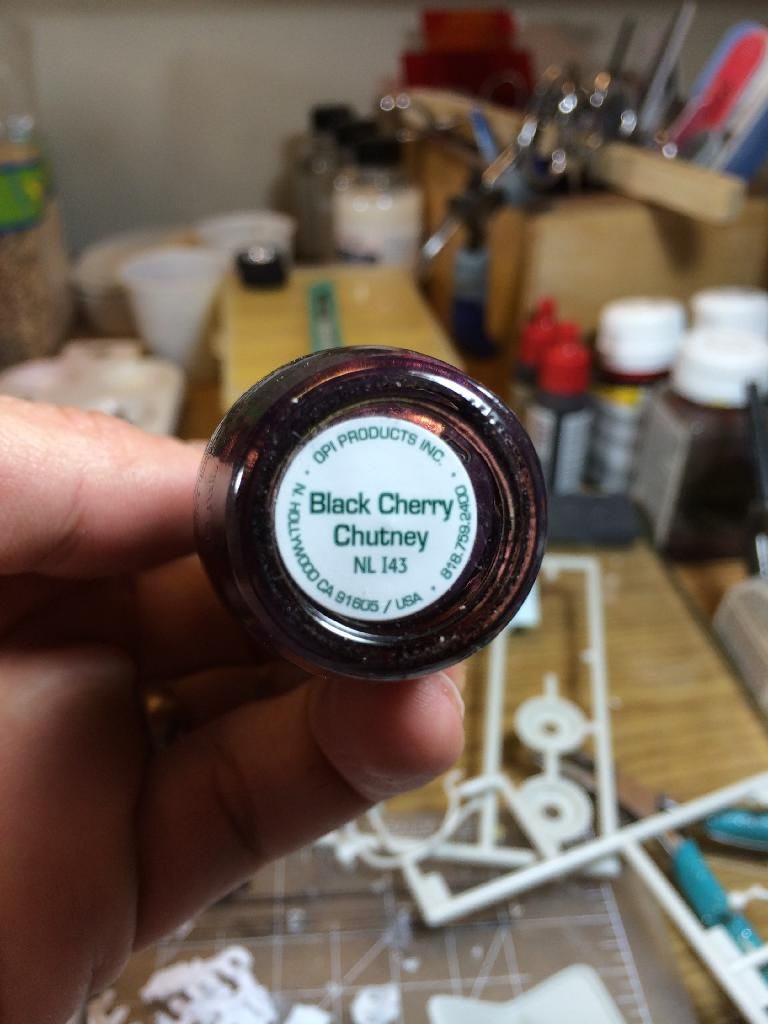 OPI PRODUCTS INC.
Black Cherry
Chutney
NL I43
N. HOLLYWOOD CA 91605 / USA
818.759.2400